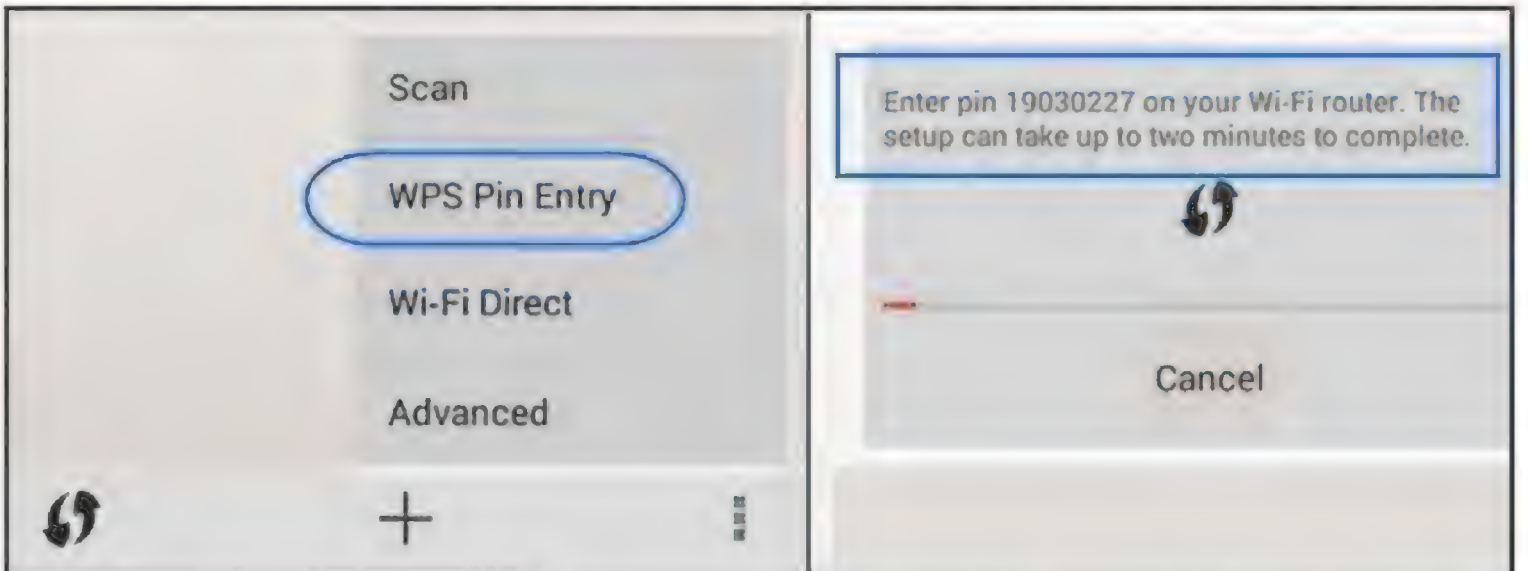 Scan
WPS Pin Entry
Wi-Fi Direct
Advanced
Enter pin 19030227 on your Wi-Fi router. The
setup can take up to two minutes to complete.
Cancel